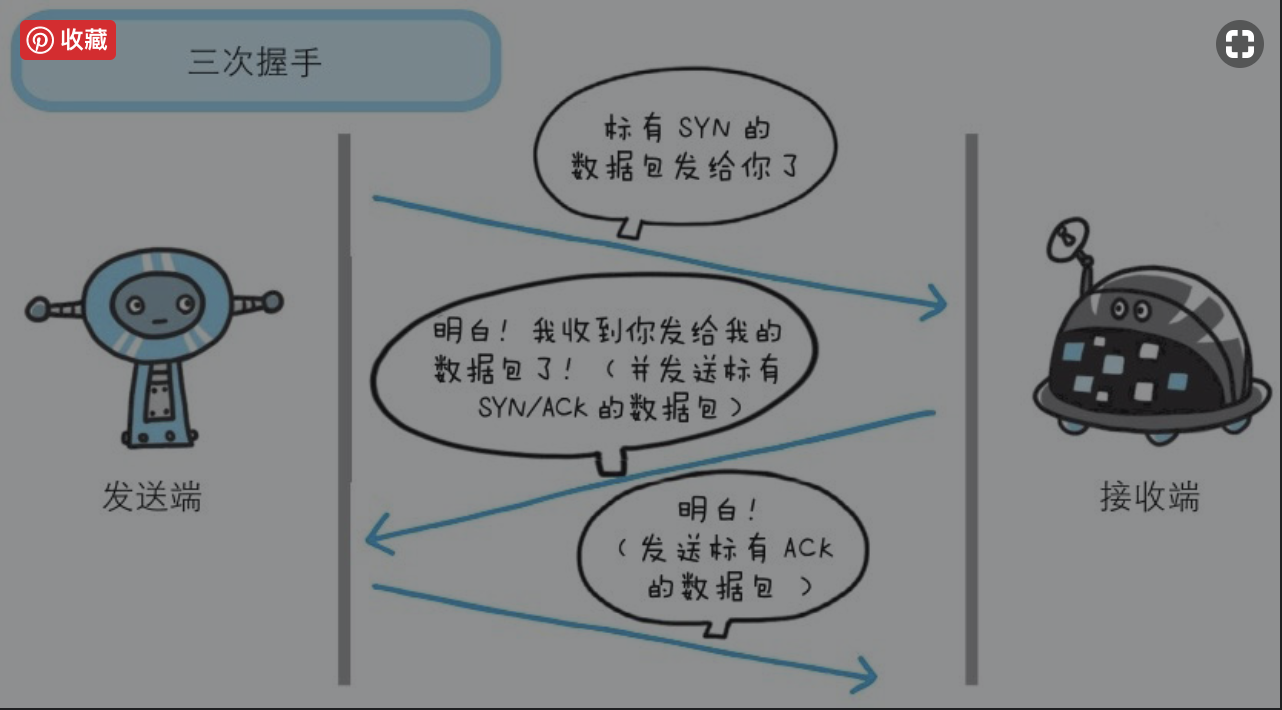 收藏
三次握手
标有 SYN 的
数据包发给你了
明白！我收到你发给我的
数据包了！（并发送标有
SYN/ACK 的数据包）
发送端
接收端
明白！
（发送标有 ACK
的数据包 ）